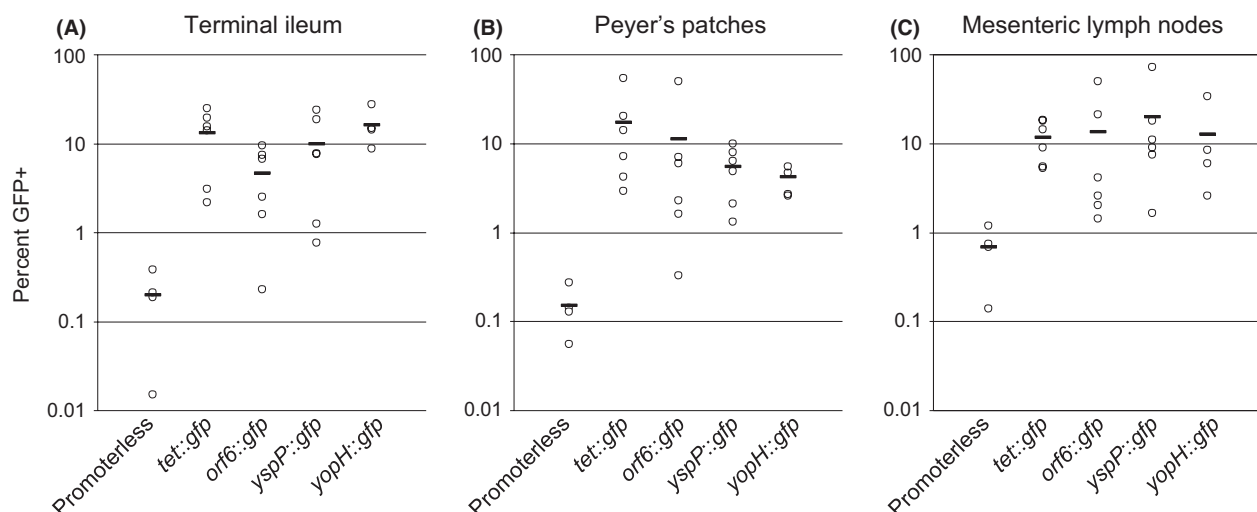 (A) Terminal ileum
(B) Peyer's patches
(C) Mesenteric lymph nodes
Percent GFP+
100
10
1
0.1
0.01
Promoterless
tet::gfp
orf6::gfp
yspP::gfp
yopH::gfp
100
10
1
0.1
0.01
Promoterless
tet::gfp
orf6::gfp
yspP::gfp
yopH::gfp
100
10
1
0.1
0.01
Promoterless
tet::gfp
orf6::gfp
yspP::gfp
yopH::gfp